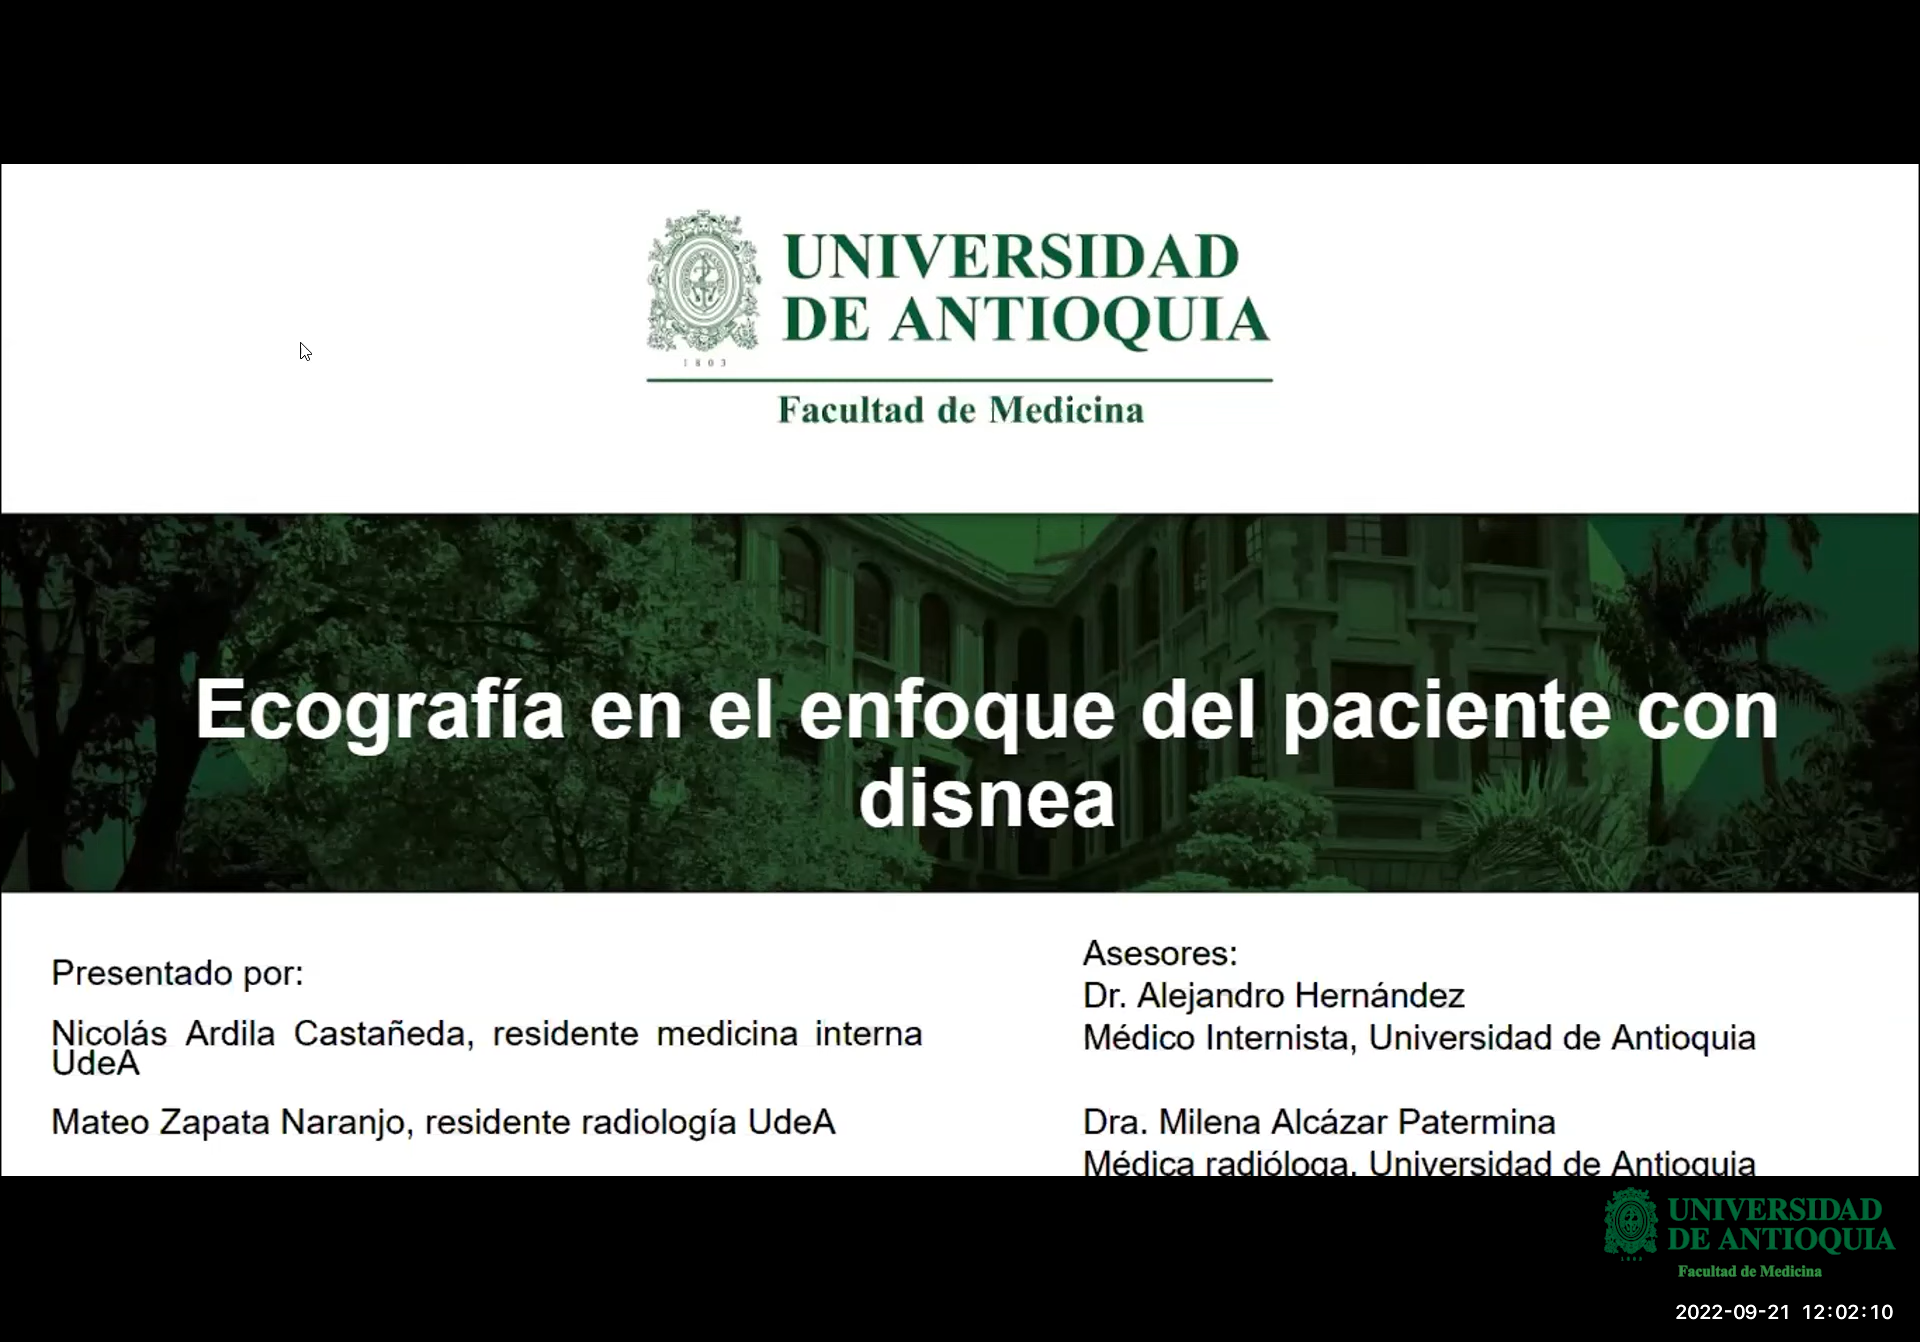 UNIVERSIDAD
DE ANTIOQUIA
1803
Facultad de Medicina
Ecografía en el enfoque del paciente con
disnea
Presentado por:
Nicolás Ardila Castañeda, residente medicina interna
UdeA
Mateo Zapata Naranjo, residente radiología UdeA
Asesores:
Dr. Alejandro Hernández
Médico Internista, Universidad de Antioquia
Dra. Milena Alcázar Patermina
Médica radióloga, Universidad de Antioquia
UNIVERSIDAD
DE ANTIOQUIA
1803
Facultad de Medicina
2022-09-21 12:02:10